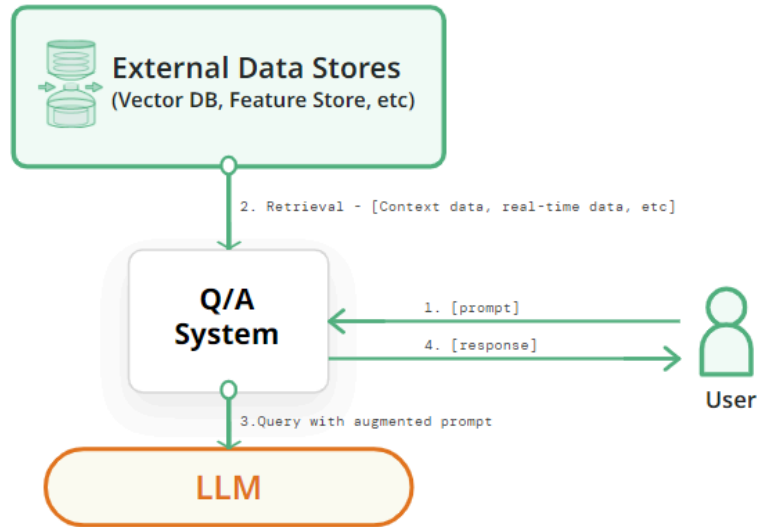 External Data Stores
(Vector DB, Feature Store, etc)
2. Retrieval - [Context data, real-time data, etc]
Q/A
System
1. [prompt]
4. [response]
User
3.Query with augmented prompt
LLM